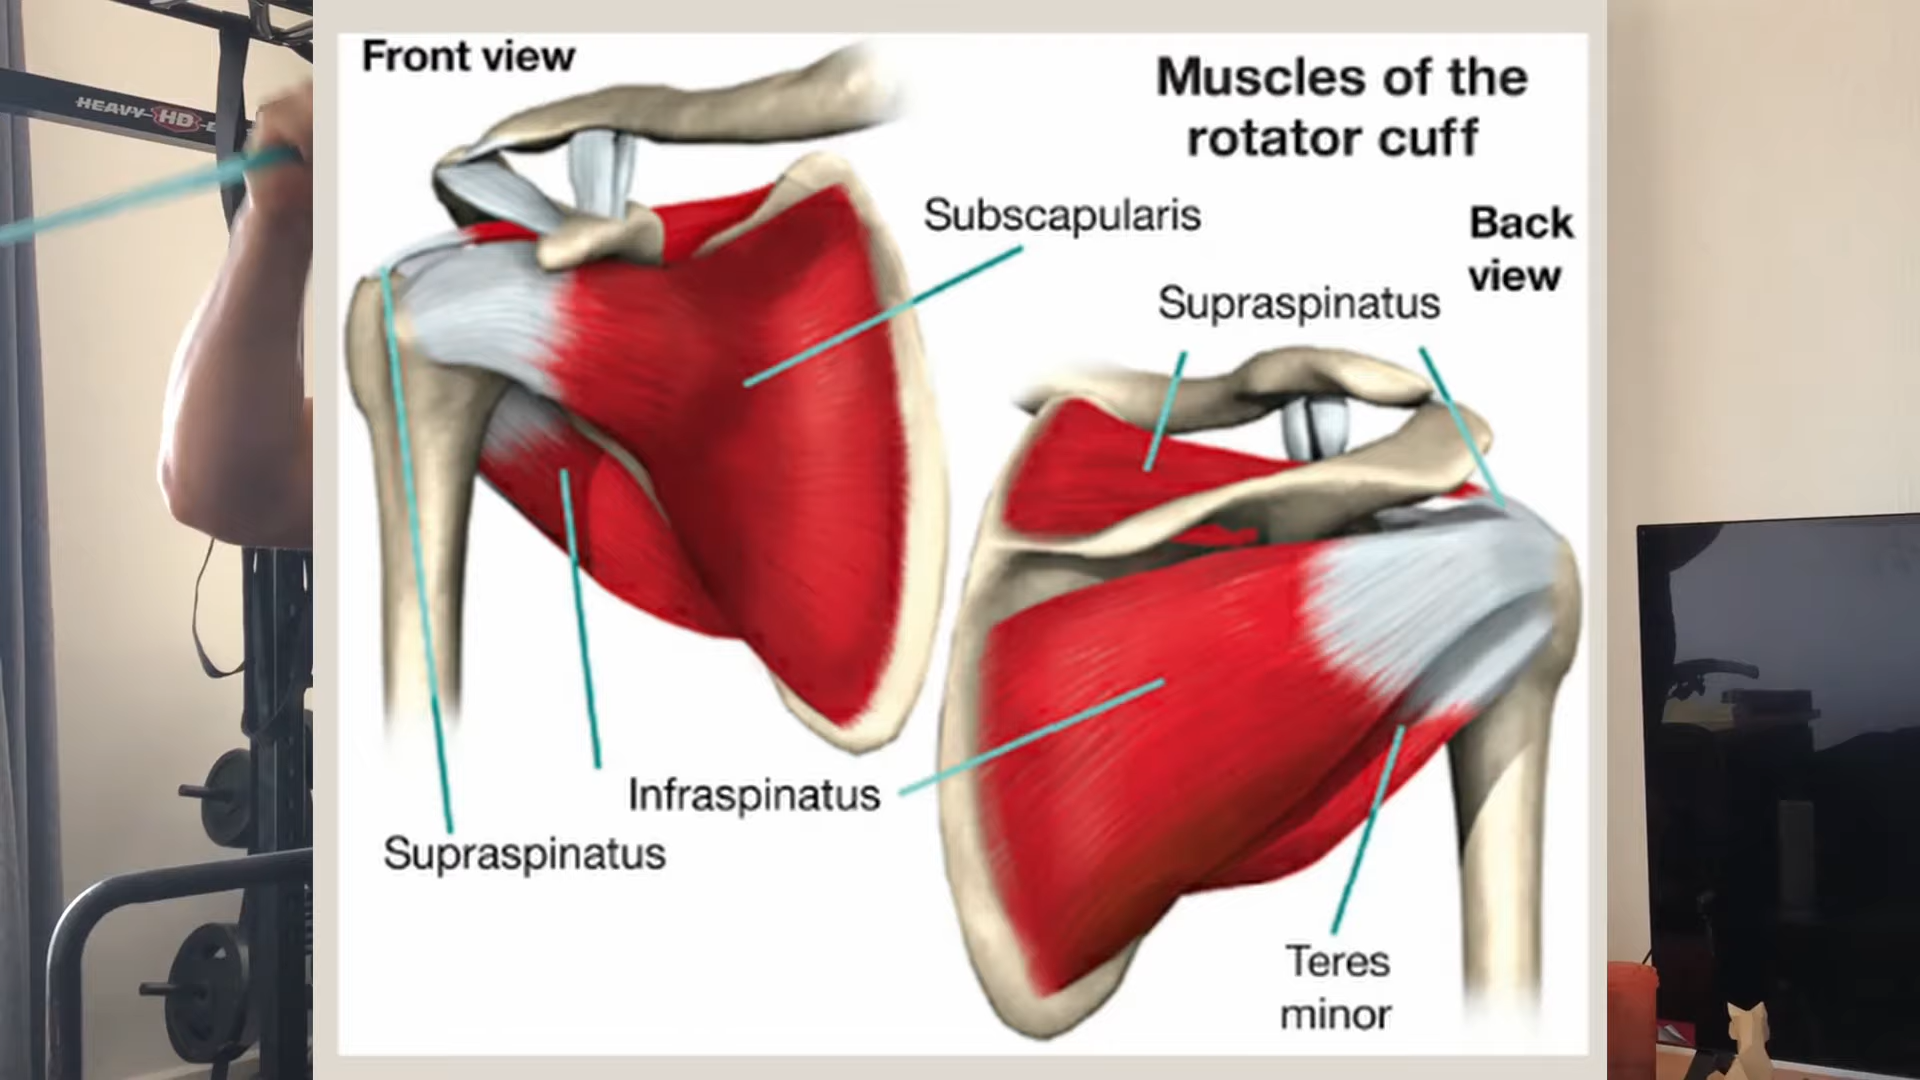 HEAVY-HD-D
Front view
Muscles of the
rotator cuff
Subscapularis
Back
view
Supraspinatus
Infraspinatus
Supraspinatus
Teres
minor